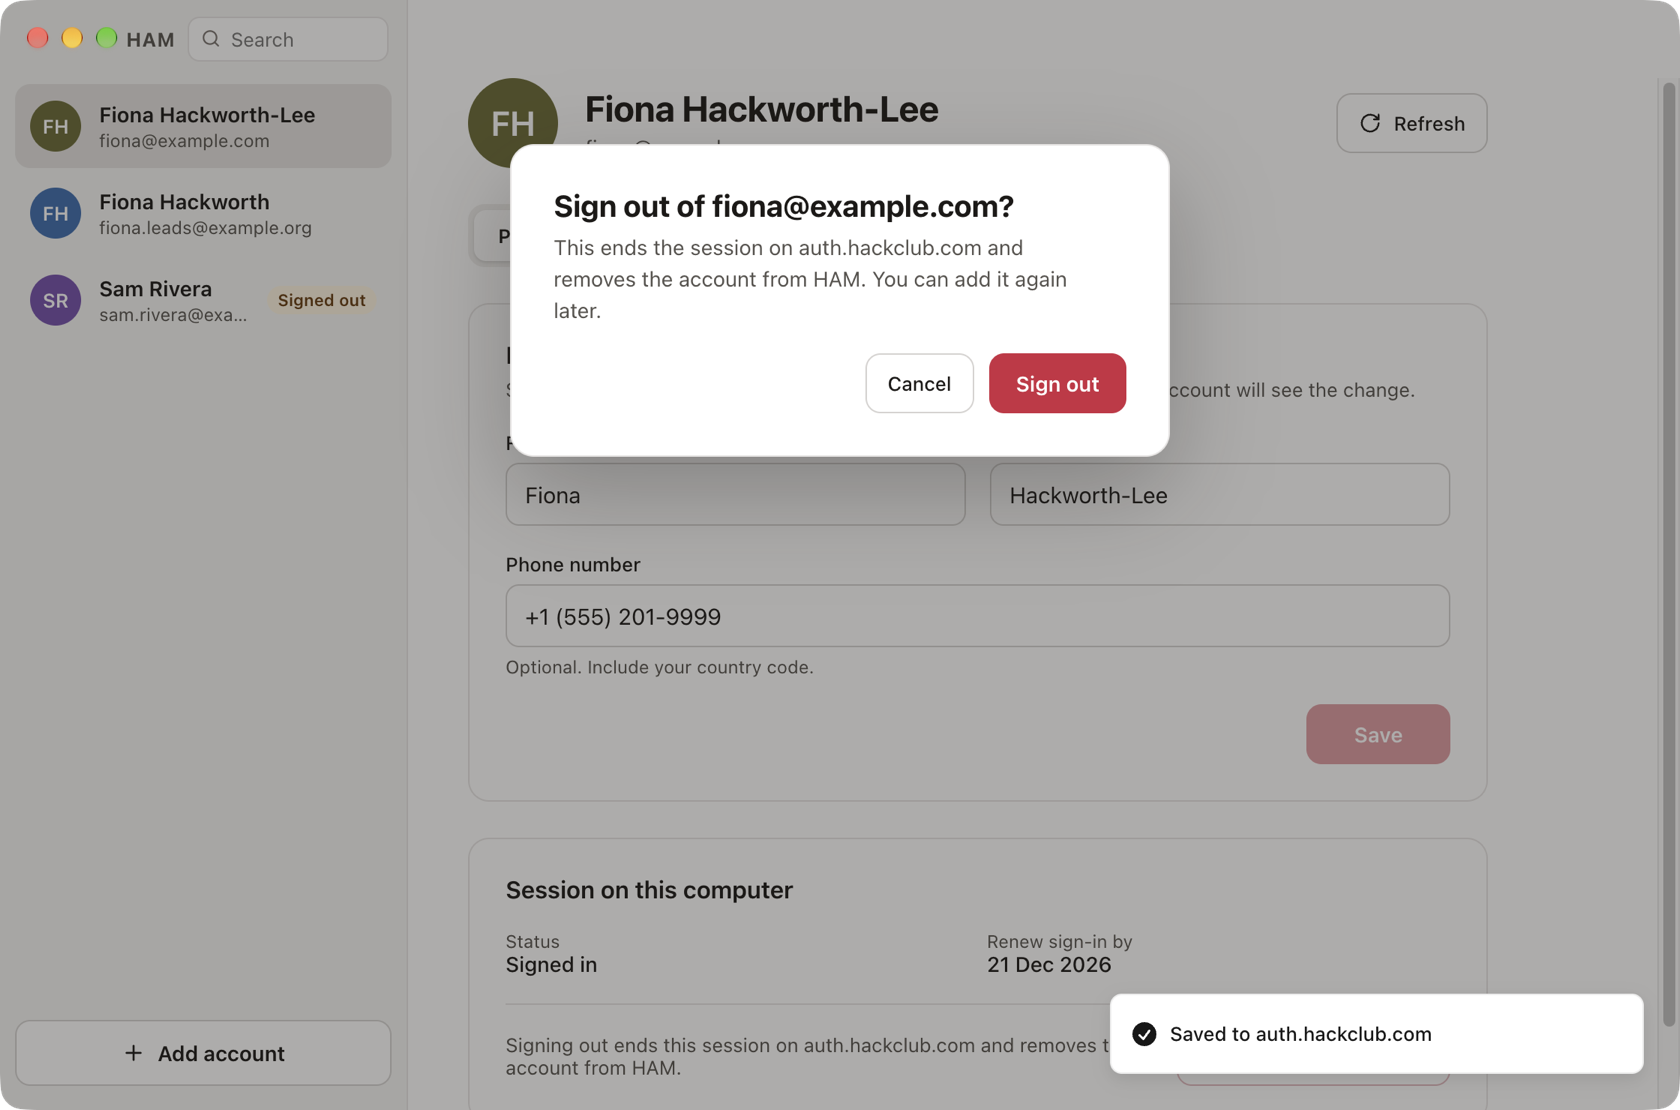 HAM
Search
FH
Fiona Hackworth-Lee
fiona@example.com
FH
Fiona Hackworth
fiona.leads@example.org
SR
Sam Rivera
sam.rivera@exa...
Signed out
Add account
FH
Fiona Hackworth-Lee
Refresh
Sign out of fiona@example.com?
This ends the session on auth.hackclub.com and
removes the account from HAM. You can add it again
later.
Cancel
Sign out
account will see the change.
Fiona
Hackworth-Lee
Phone number
+1 (555) 201-9999
Optional. Include your country code.
Save
Session on this computer
Status
Signed in
Renew sign-in by
21 Dec 2026
Signing out ends this session on auth.hackclub.com and removes
account from HAM.
Saved to auth.hackclub.com